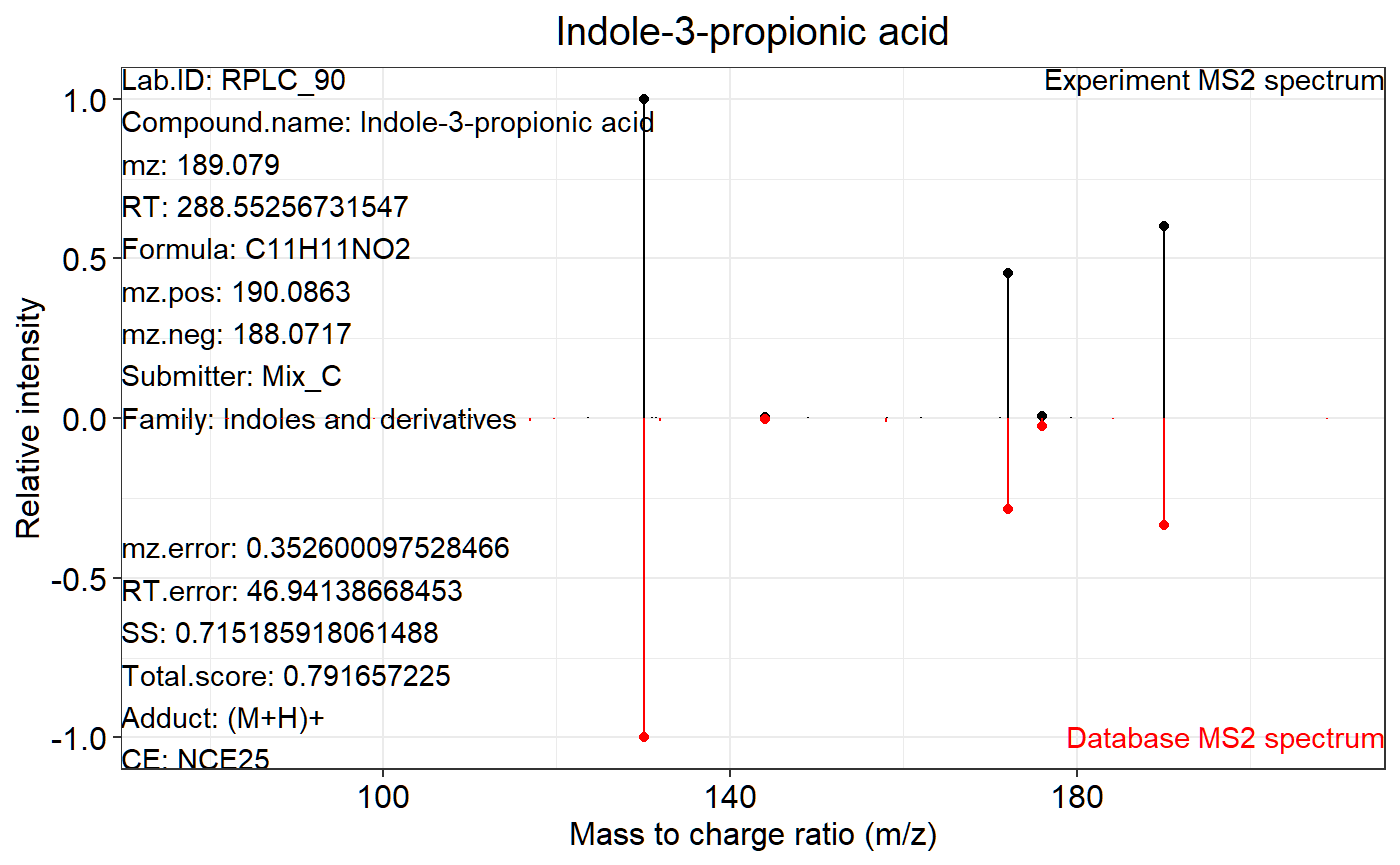 Indole-3-propionic acid
Lab.ID: RPLC_90
Experiment MS2 spectrum
Compound.name: Indole-3-propionic acid
mz: 189.079
RT: 288.55256731547
Formula: C11H11NO2
mz.pos: 190.0863
mz.neg: 188.0717
Submitter: Mix_C
Family: Indoles and derivatives
mz.error: 0.352600097528466
RT.error: 46.94138668453
SS: 0.715185918061488
Total.score: 0.791657225
Adduct: (M+H)+
Database MS2 spectrum
CE: NCE25
1.0
0.5
0.0
-0.5
-1.0
Relative intensity
100
140
180
Mass to charge ratio (m/z)